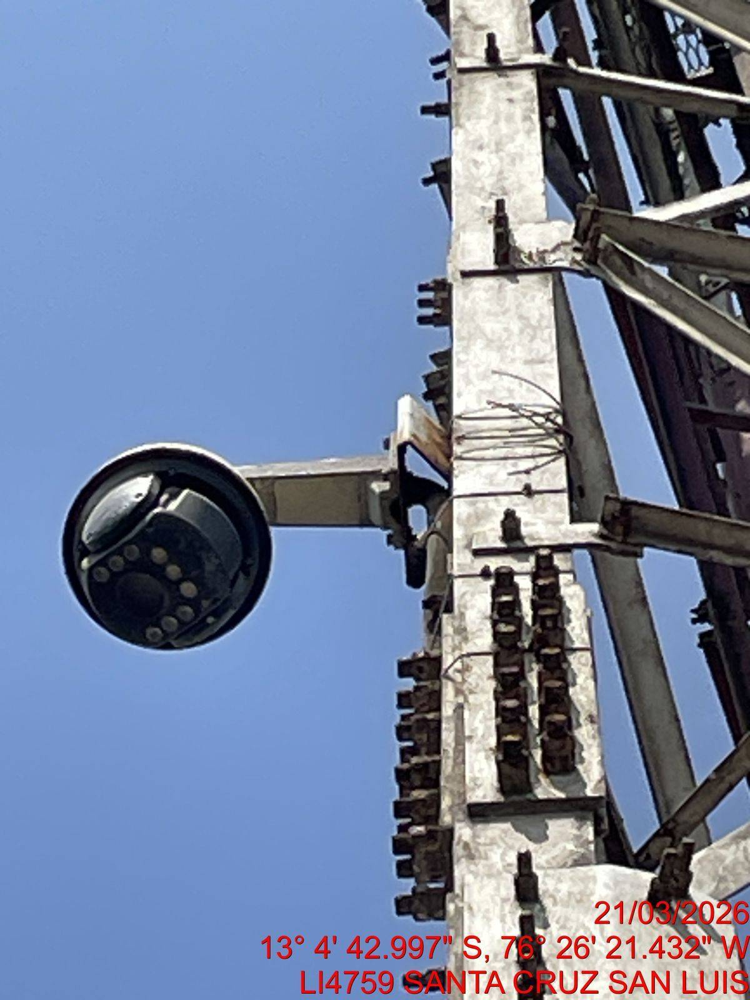 21/03/2026
13° 4' 42.997" S, 76° 26' 21.432" W
LI4759 SANTA CRUZ SAN LUIS